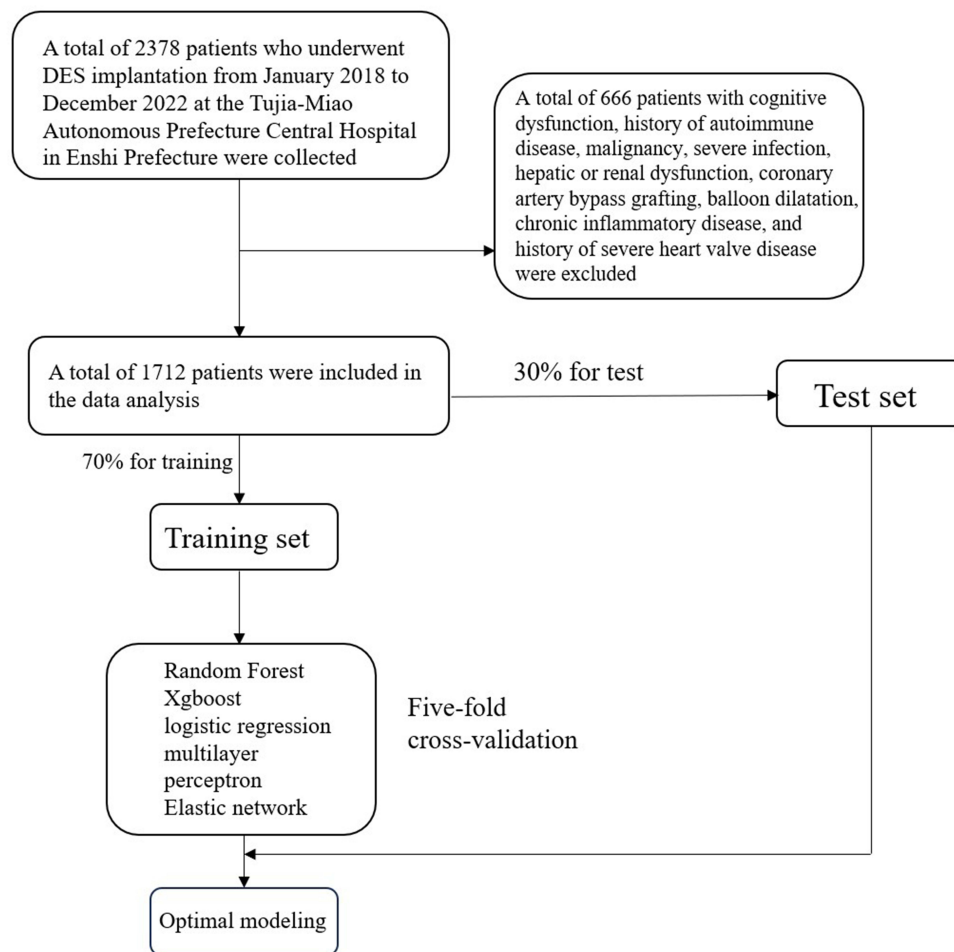 A total of 2378 patients who underwent
DES implantation from January 2018 to
December 2022 at the Tujia-Miao
Autonomous Prefecture Central Hospital
in Enshi Prefecture were collected
A total of 666 patients with cognitive
dysfunction, history of autoimmune
disease, malignancy, severe infection,
hepatic or renal dysfunction, coronary
artery bypass grafting, balloon dilatation,
chronic inflammatory disease, and
history of severe heart valve disease
were excluded
A total of 1712 patients were included in
the data analysis
30% for test
Test set
70% for training
Training set
Random Forest
Xgboost
logistic regression
multilayer
perceptron
Elastic network
Five-fold
cross-validation
Optimal modeling